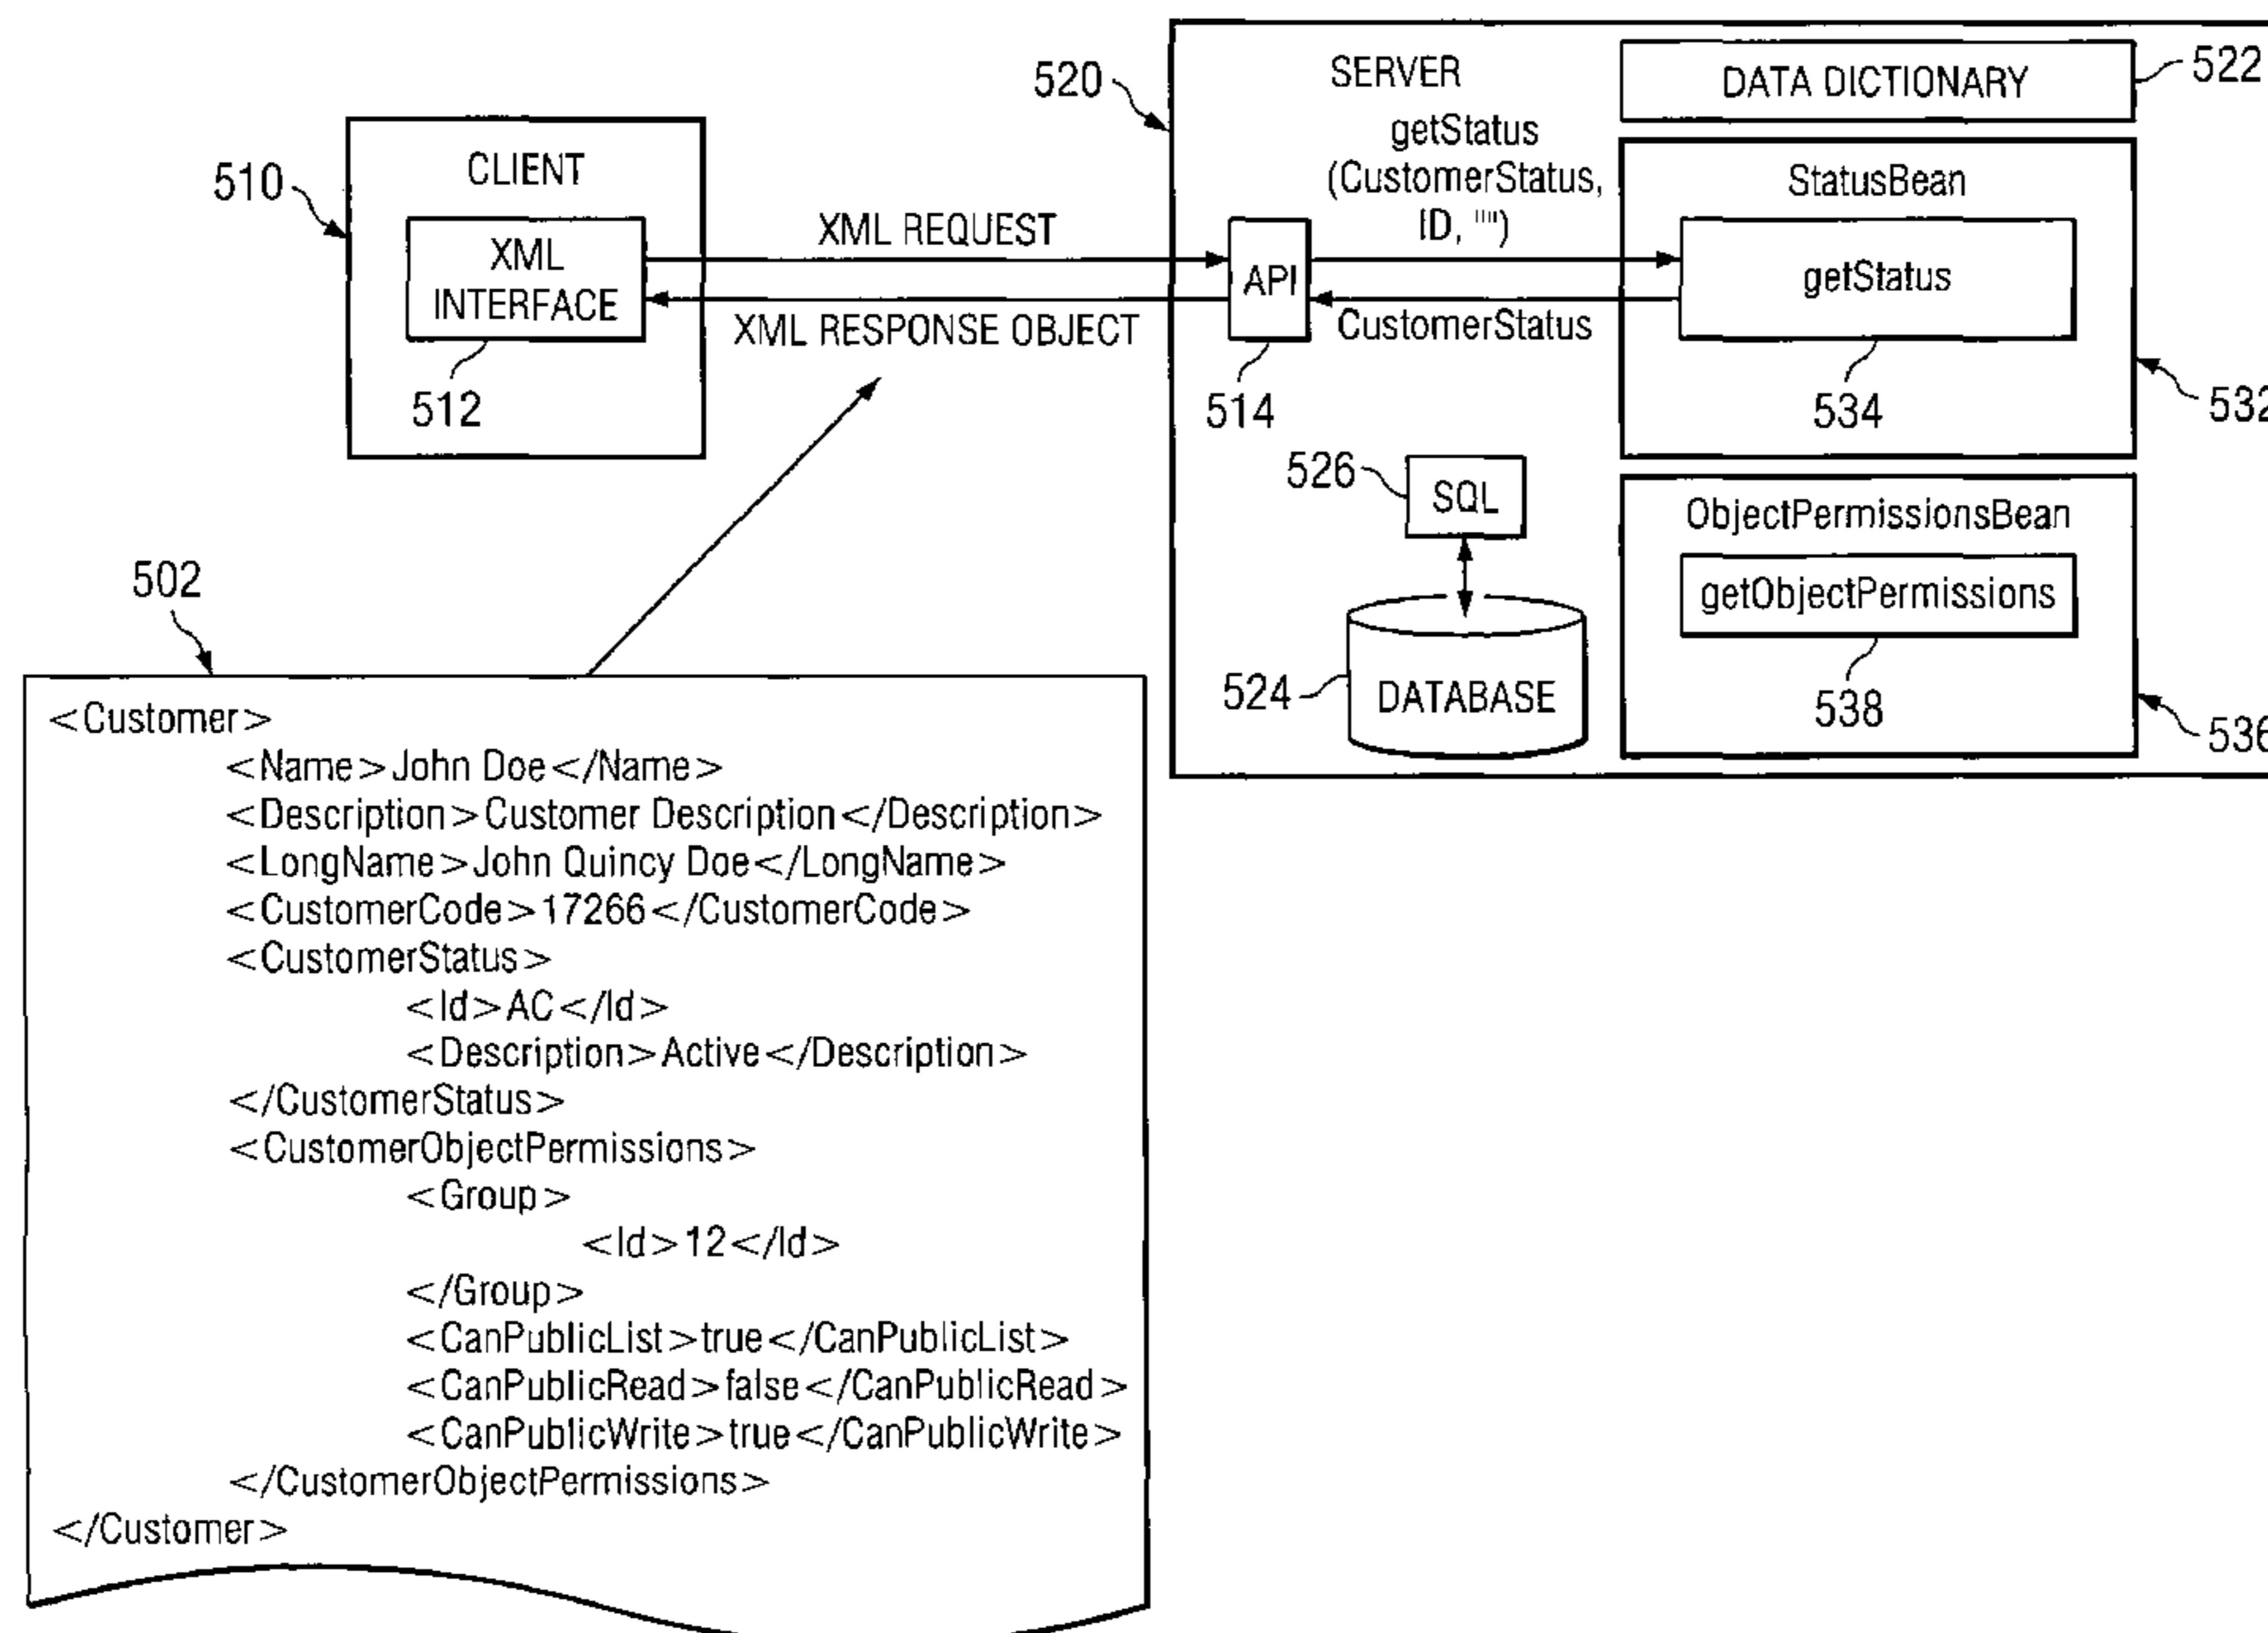 520
SERVER
DATA DICTIONARY
522
510
CLIENT
XML
INTERFACE
512
XML REQUEST
XML RESPONSE OBJECT
API
514
getStatus
(CustomerStatus,
ID, "")
CustomerStatus
StatusBean
getStatus
534
532
526
SQL
524
DATABASE
ObjectPermissionsBean
getObjectPermissions
538
536
502
<Customer>
<Name>John Doe</Name>
<Description>Customer Description</Description>
<LongName>John Quincy Doe</LongName>
<CustomerCode>17266</CustomerCode>
<CustomerStatus>
<Id>AC</Id>
<Description>Active</Description>
</CustomerStatus>
<CustomerObjectPermissions>
<Group>
<Id>12</Id>
</Group>
<CanPublicList>true</CanPublicList>
<CanPublicRead>false</CanPublicRead>
<CanPublicWrite>true</CanPublicWrite>
</CustomerObjectPermissions>
</Customer>